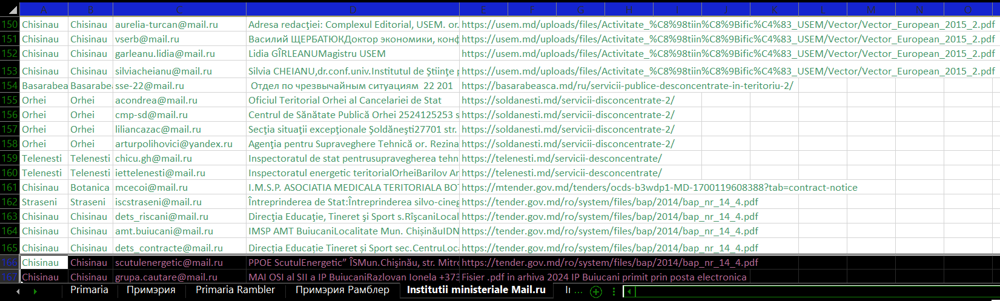 A B C D E F G H I J K L M N O
150 Chisinau Chisinau aurelia-turcan@mail.ru Adresa redacţiei: Complexul Editorial, USEM. or. https://usem.md/uploads/files/Activitate_%C8%98tiin%C8%9Bific%C4%83_USEM/Vector/Vector_European_2015_2.pdf
151 Chisinau Chisinau vserb@mail.ru Василий ЩЕРБАТЮКДоктор экономики, конф https://usem.md/uploads/files/Activitate_%C8%98tiin%C8%9Bific%C4%83_USEM/Vector/Vector_European_2015_2.pdf
152 Chisinau Chisinau garleanu.lidia@mail.ru Lidia GÎRLEANUMagistru USEM https://usem.md/uploads/files/Activitate_%C8%98tiin%C8%9Bific%C4%83_USEM/Vector/Vector_European_2015_2.pdf
153 Chisinau Chisinau silviacheianu@mail.ru Silvia CHEIANU,dr.conf.univ.Institutul de Ştiinţe p https://usem.md/uploads/files/Activitate_%C8%98tiin%C8%9Bific%C4%83_USEM/Vector/Vector_European_2015_2.pdf
154 Basarabea Basarabea sse-22@mail.ru Отдел по чрезвычайным ситуациям 22 201 https://basarabeasca.md/ru/servicii-publice-desconcentrate-in-teritoriu-2/
155 Orhei Orhei acondrea@mail.ru Oficiul Teritorial Orhei al Cancelariei de Stat https://soldanesti.md/servicii-disconcentrate-2/
156 Orhei Orhei cmp-sd@mail.ru Centrul de Sănătate Publică Orhei 2524125253 s https://soldanesti.md/servicii-disconcentrate-2/
157 Orhei Orhei liliancazac@mail.ru Secţia situaţii excepţionale Şoldăneşti27701 str. https://soldanesti.md/servicii-disconcentrate-2/
158 Orhei Orhei arturpolihovici@yandex.ru Agenţia pentru Supraveghere Tehnică or. Rezina https://soldanesti.md/servicii-disconcentrate-2/
159 Telenesti Telenesti chicu.gh@mail.ru Inspectoratul de stat pentrusupravegherea tehn https://telenesti.md/servicii-desconcentrate/
160 Telenesti Telenesti iettelenesti@mail.ru Inspectoratul energetic teritorialOrheiBarilov An https://telenesti.md/servicii-desconcentrate/
161 Chisinau Botanica mcecoi@mail.ru I.M.S.P. ASOCIATIA MEDICALA TERITORIALA BOT https://mtender.gov.md/tenders/ocds-b3wdp1-MD-1700119608388?tab=contract-notice
162 Straseni Straseni iscstraseni@mail.ru Întreprinderea de Stat:Întreprinderea silvo-cineg https://tender.gov.md/ro/system/files/bap/2014/bap_nr_14_4.pdf
163 Chisinau Chisinau dets_riscani@mail.ru Direcţia Educaţie, Tineret şi Sport s.RîşcaniLocal https://tender.gov.md/ro/system/files/bap/2014/bap_nr_14_4.pdf
164 Chisinau Chisinau amt.buiucani@mail.ru IMSP AMT BuiucaniLocalitate Mun. ChișinăuIDN https://tender.gov.md/ro/system/files/bap/2014/bap_nr_14_4.pdf
165 Chisinau Chisinau dets_contracte@mail.ru Direcția Educație Tineret și Sport sec.CentruLoca https://tender.gov.md/ro/system/files/bap/2014/bap_nr_14_4.pdf
166 Chisinau Chisinau scutulenergetic@mail.ru PPOE ScutulEnergetic” ÎSMun.Chişinău, str. Mitro https://tender.gov.md/ro/system/files/bap/2014/bap_nr_14_4.pdf
167 Chisinau Chisinau grupa.cautare@mail.ru MAI OSI al SII a IP BuiucaniRazlovan Ionela +373 Fisier .pdf in arhiva 2024 IP Buiucani primit prin posta electronica
Primaria Примэрия Primaria Rambler Примэрия Рамблер Institutii ministeriale Mail.ru ...